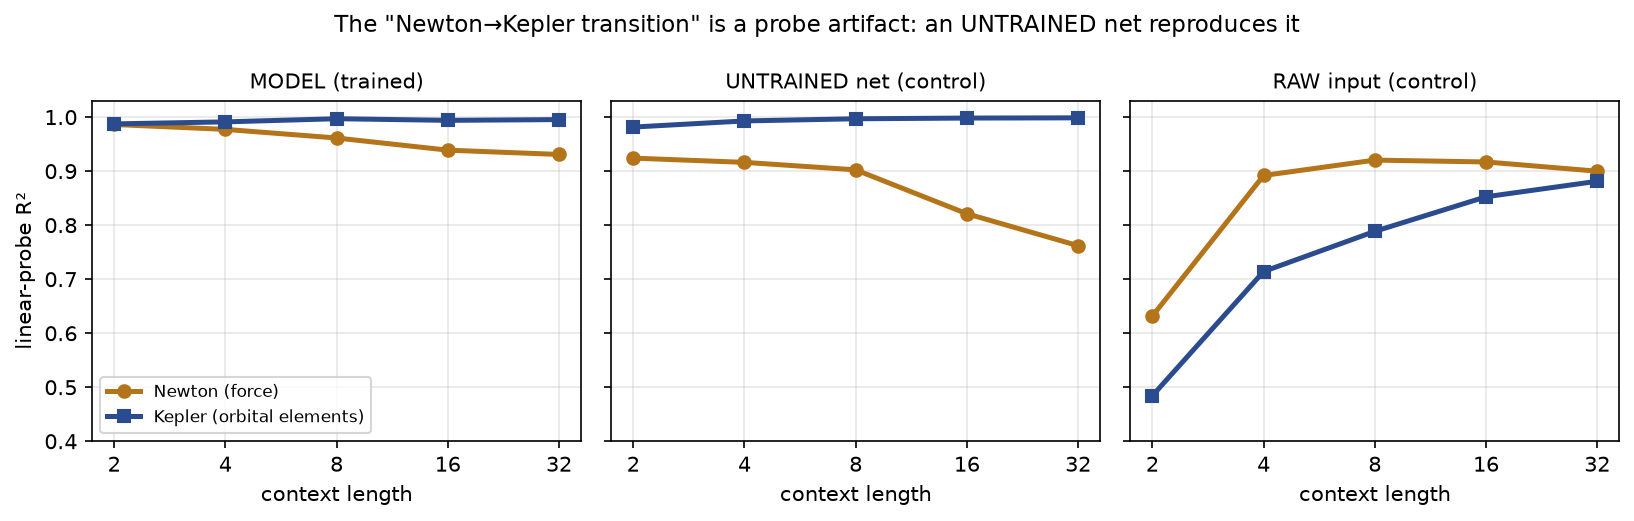 The "Newton→Kepler transition" is a probe artifact: an UNTRAINED net reproduces it
MODEL (trained)
UNTRAINED net (control)
RAW input (control)
linear-probe R²
1.0
0.9
0.8
0.7
0.6
0.5
0.4
Newton (force)
Kepler (orbital elements)
2 4 8 16 32
2 4 8 16 32
2 4 8 16 32
context length
context length
context length